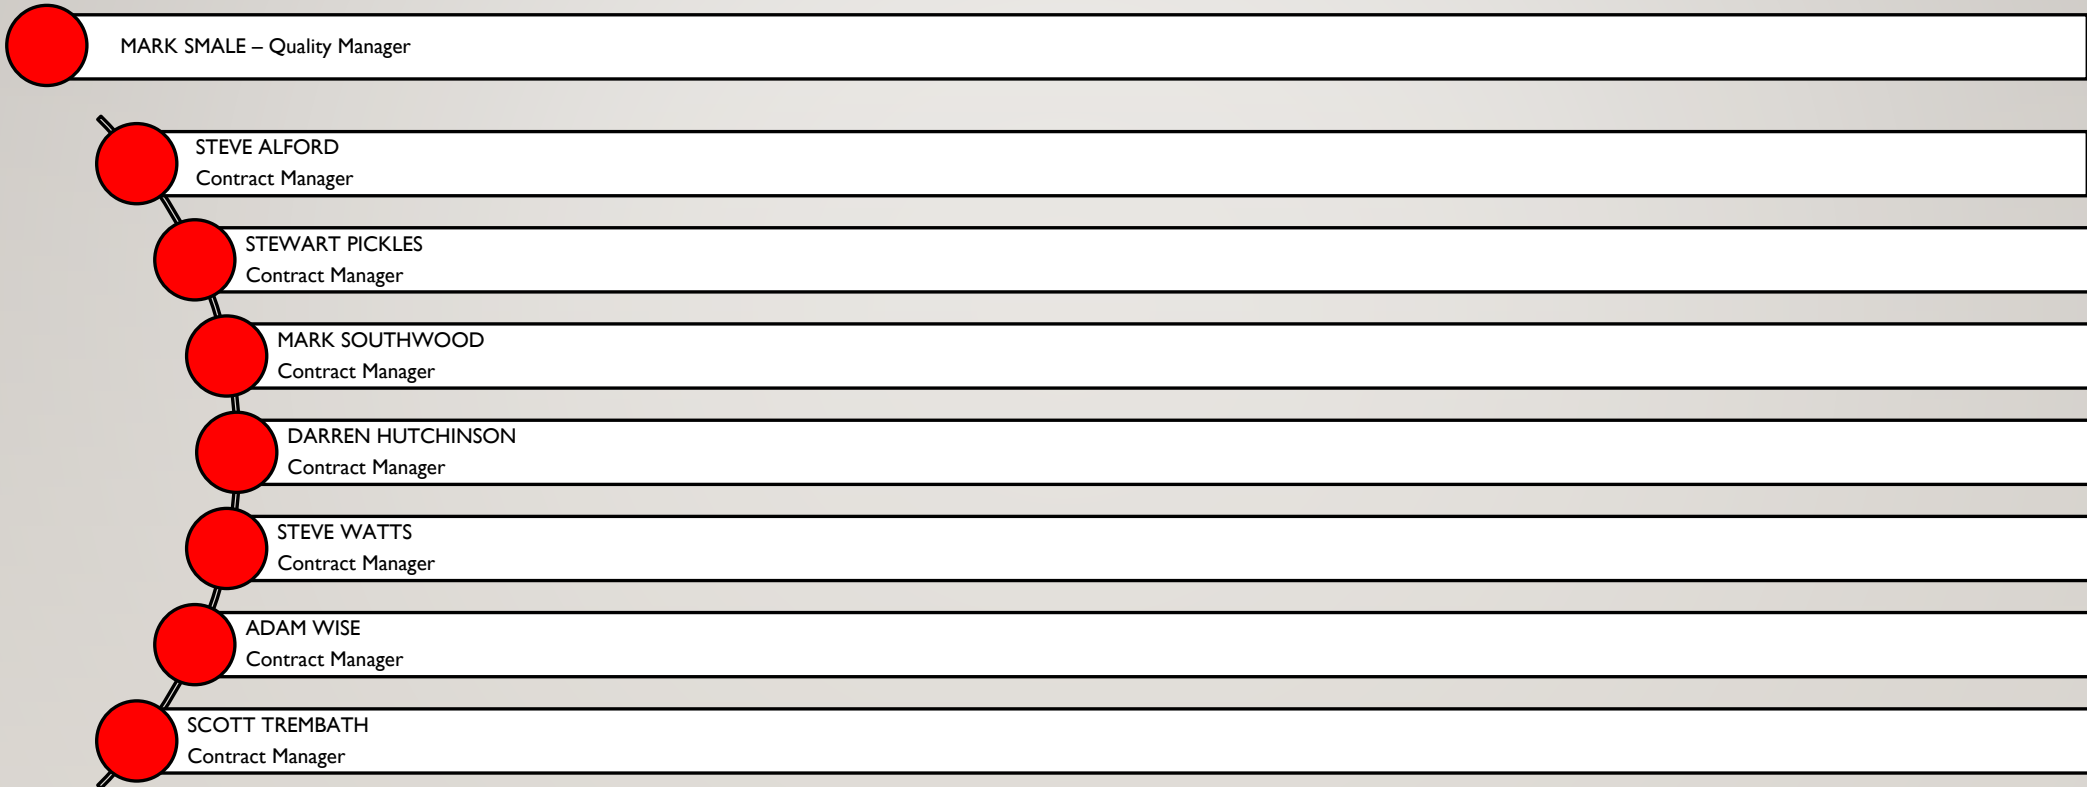 MARK SMALE – Quality Manager
STEVE ALFORD
Contract Manager
STEWART PICKLES
Contract Manager
MARK SOUTHWOOD
Contract Manager
DARREN HUTCHINSON
Contract Manager
STEVE WATTS
Contract Manager
ADAM WISE
Contract Manager
SCOTT TREMBATH
Contract Manager